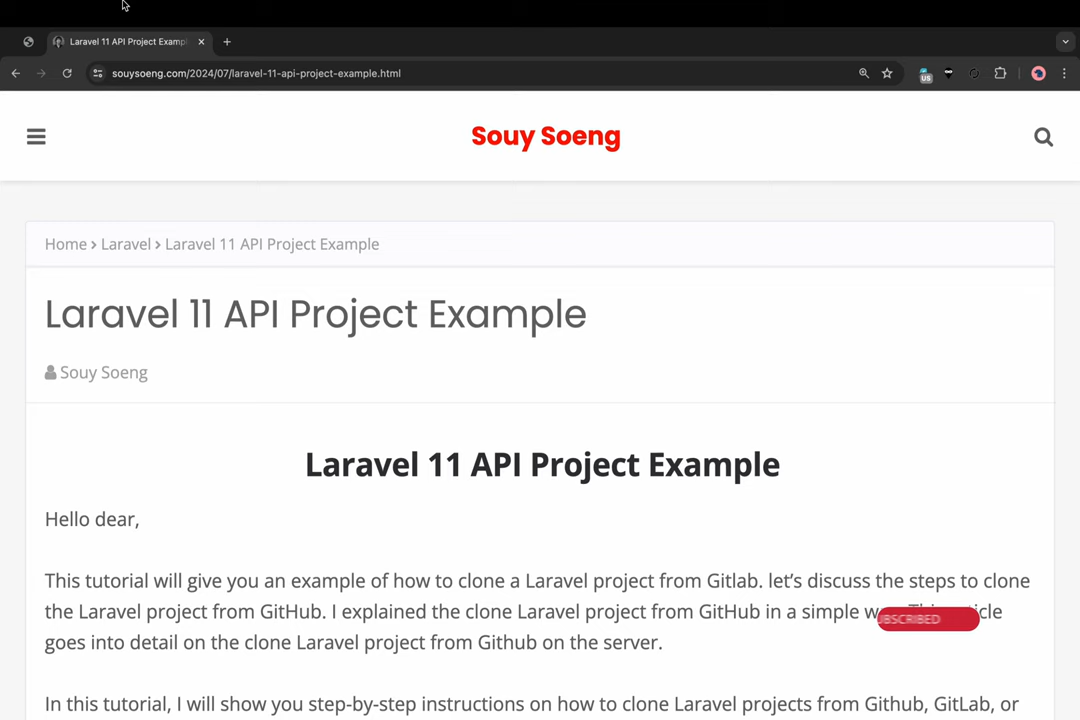 Laravel 11 API Project Examp
souysoeng.com/2024/07/laravel-11-api-project-example.html
US
Souy Soeng
Home > Laravel > Laravel 11 API Project Example
Laravel 11 API Project Example
Souy Soeng
Laravel 11 API Project Example
Hello dear,
This tutorial will give you an example of how to clone a Laravel project from Gitlab. let’s discuss the steps to clone
the Laravel project from GitHub. I explained the clone Laravel project from GitHub in a simple
goes into detail on the clone Laravel project from Github on the server.
In this tutorial, I will show you step-by-step instructions on how to clone Laravel projects from Github, GitLab, or